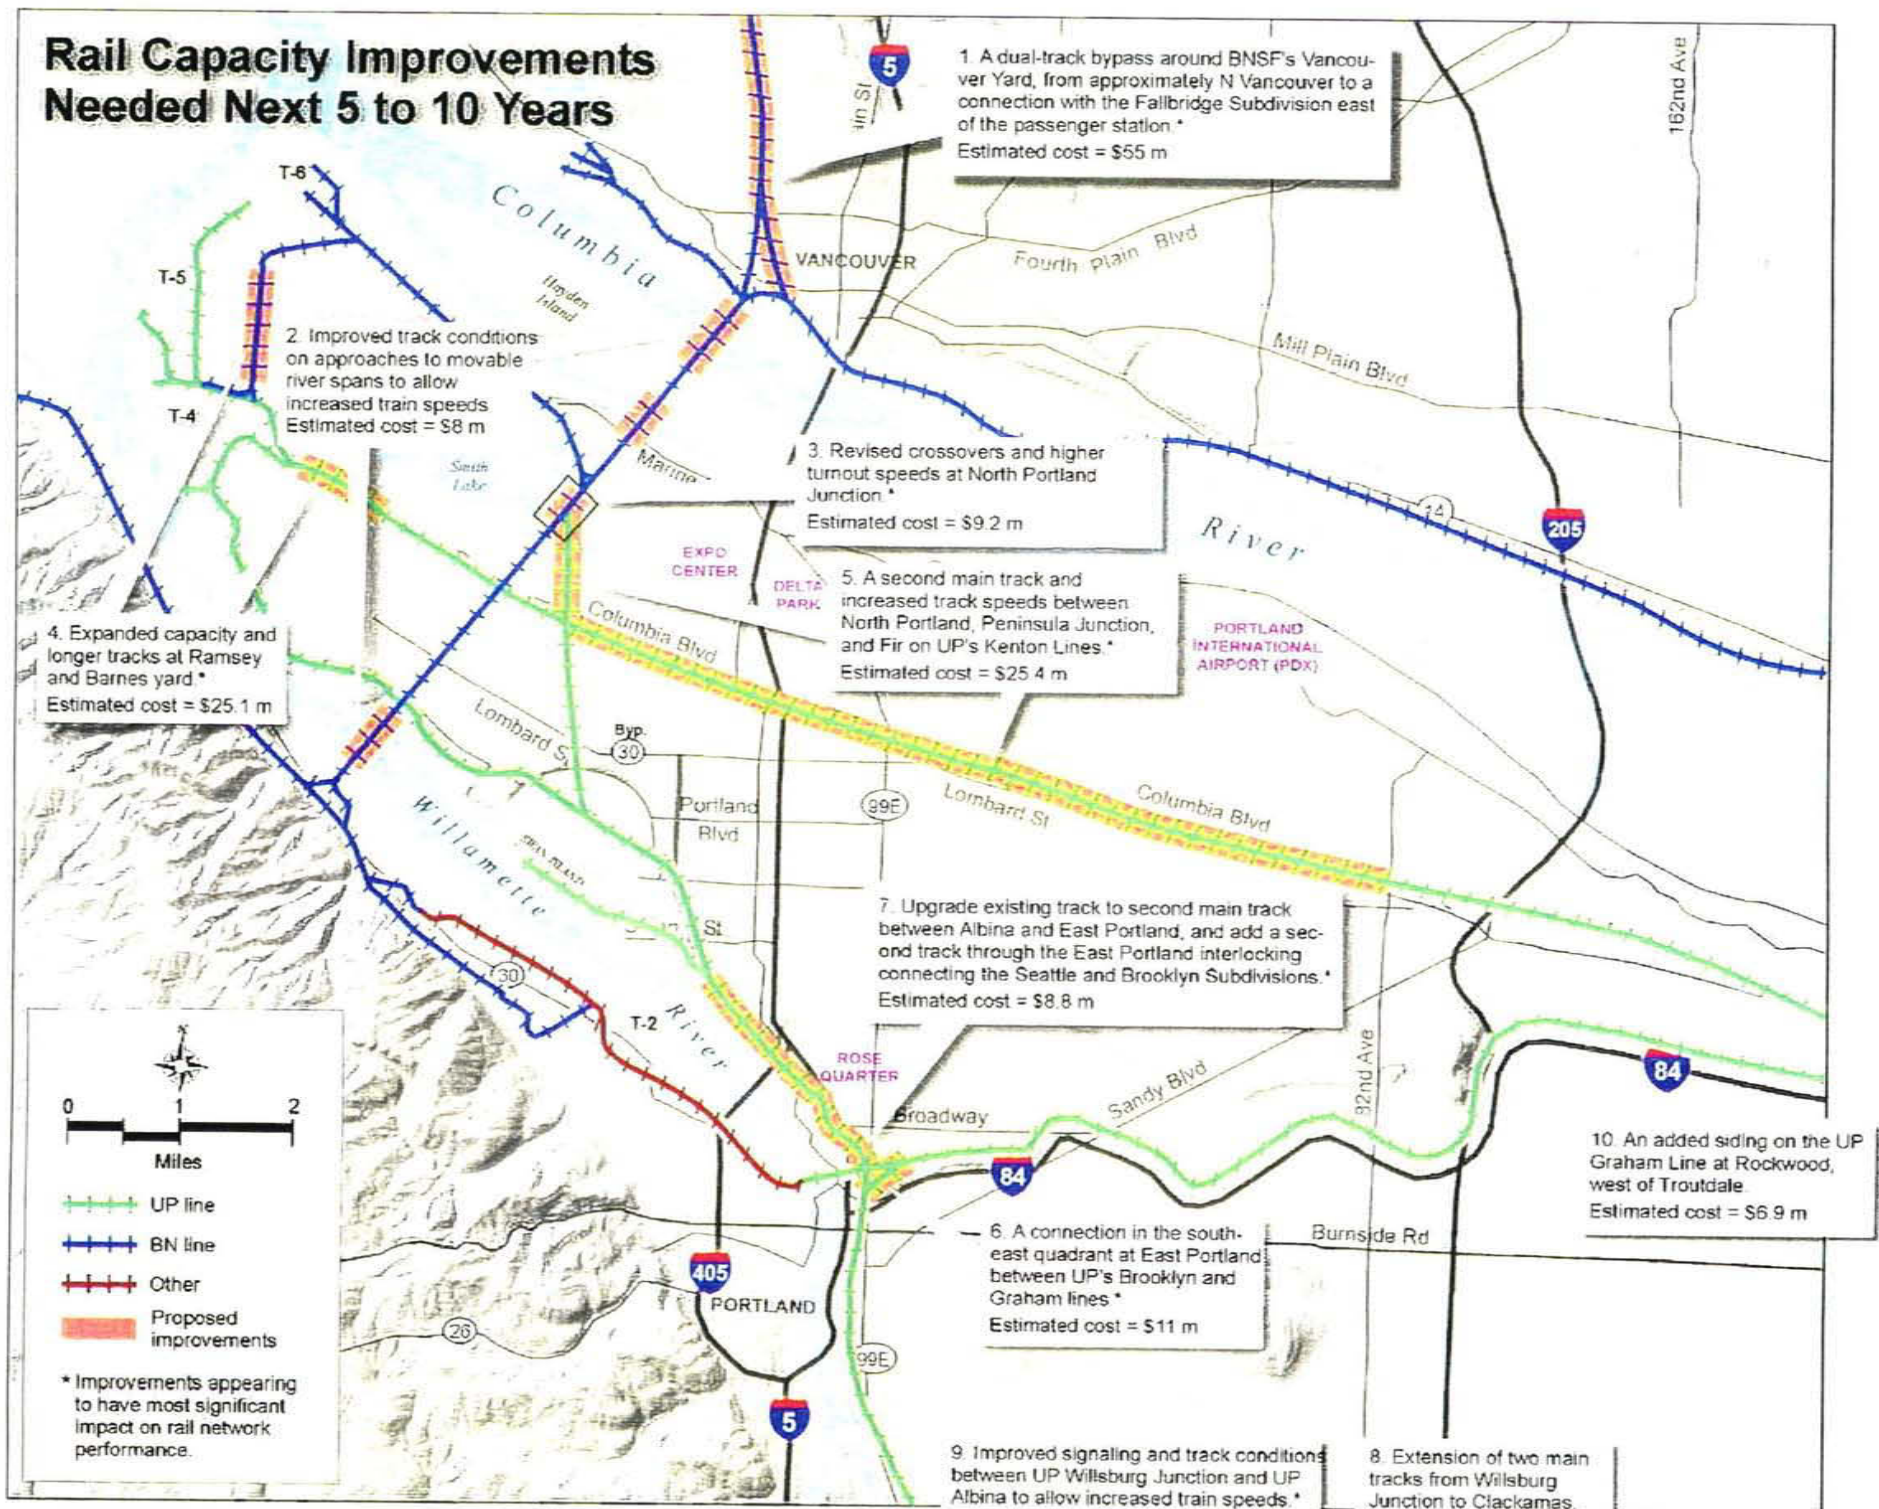 Rail Capacity Improvements
Needed Next 5 to 10 Years
5
1. A dual-track bypass around BNSF's Vancou-
ver Yard, from approximately N Vancouver to a
connection with the Fallbridge Subdivision east
of the passenger station.*
Estimated cost = $55 m
162nd Ave
T-6
Columbia
T-5
Hayden
Island
VANCOUVER
Fourth Plain Blvd
Mill Plain Blvd
2. Improved track conditions
on approaches to movable
river spans to allow
increased train speeds
Estimated cost = $8 m
T-4
Smith
Lake
Marine
3. Revised crossovers and higher
turnout speeds at North Portland
Junction.*
Estimated cost = $9.2 m
River
14
205
EXPO
CENTER
DELTA
PARK
5. A second main track and
increased track speeds between
North Portland, Peninsula Junction,
and Fir on UP's Kenton Lines.*
Estimated cost = $25.4 m
PORTLAND
INTERNATIONAL
AIRPORT (PDX)
4. Expanded capacity and
longer tracks at Ramsey
and Barnes yard.*
Estimated cost = $25.1 m
Columbia Blvd
Lombard St
Byp.
30
Portland
Blvd
99E
Lombard St
Columbia Blvd
Willamette
SWAN ISLAND
St
7. Upgrade existing track to second main track
between Albina and East Portland, and add a sec-
ond track through the East Portland interlocking
connecting the Seattle and Brooklyn Subdivisions.*
Estimated cost = $8.8 m
30
T-2
River
ROSE
QUARTER
Broadway
Sandy Blvd
82nd Ave
84
84
10. An added siding on the UP
Graham Line at Rockwood,
west of Troutdale.
Estimated cost = $6.9 m
N
0 1 2
Miles
UP line
BN line
Other
Proposed
improvements
* Improvements appearing
to have most significant
impact on rail network
performance.
6. A connection in the south-
east quadrant at East Portland
between UP's Brooklyn and
Graham lines *
Estimated cost = $11 m
Burnside Rd
405
PORTLAND
26
99E
5
9. Improved signaling and track conditions
between UP Willsburg Junction and UP
Albina to allow increased train speeds.*
8. Extension of two main
tracks from Willsburg
Junction to Clackamas.